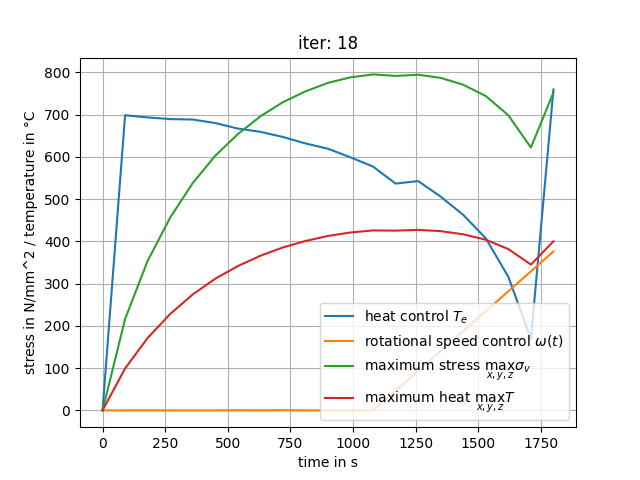 iter: 18
800
700
600
500
400
300
200
100
0
stress in N/mm^2 / temperature in °C
heat control Tₑ
rotational speed control ω(t)
maximum stress max σᵥ
x, y, z
maximum heat max T
x, y, z
0 250 500 750 1000 1250 1500 1750
time in s